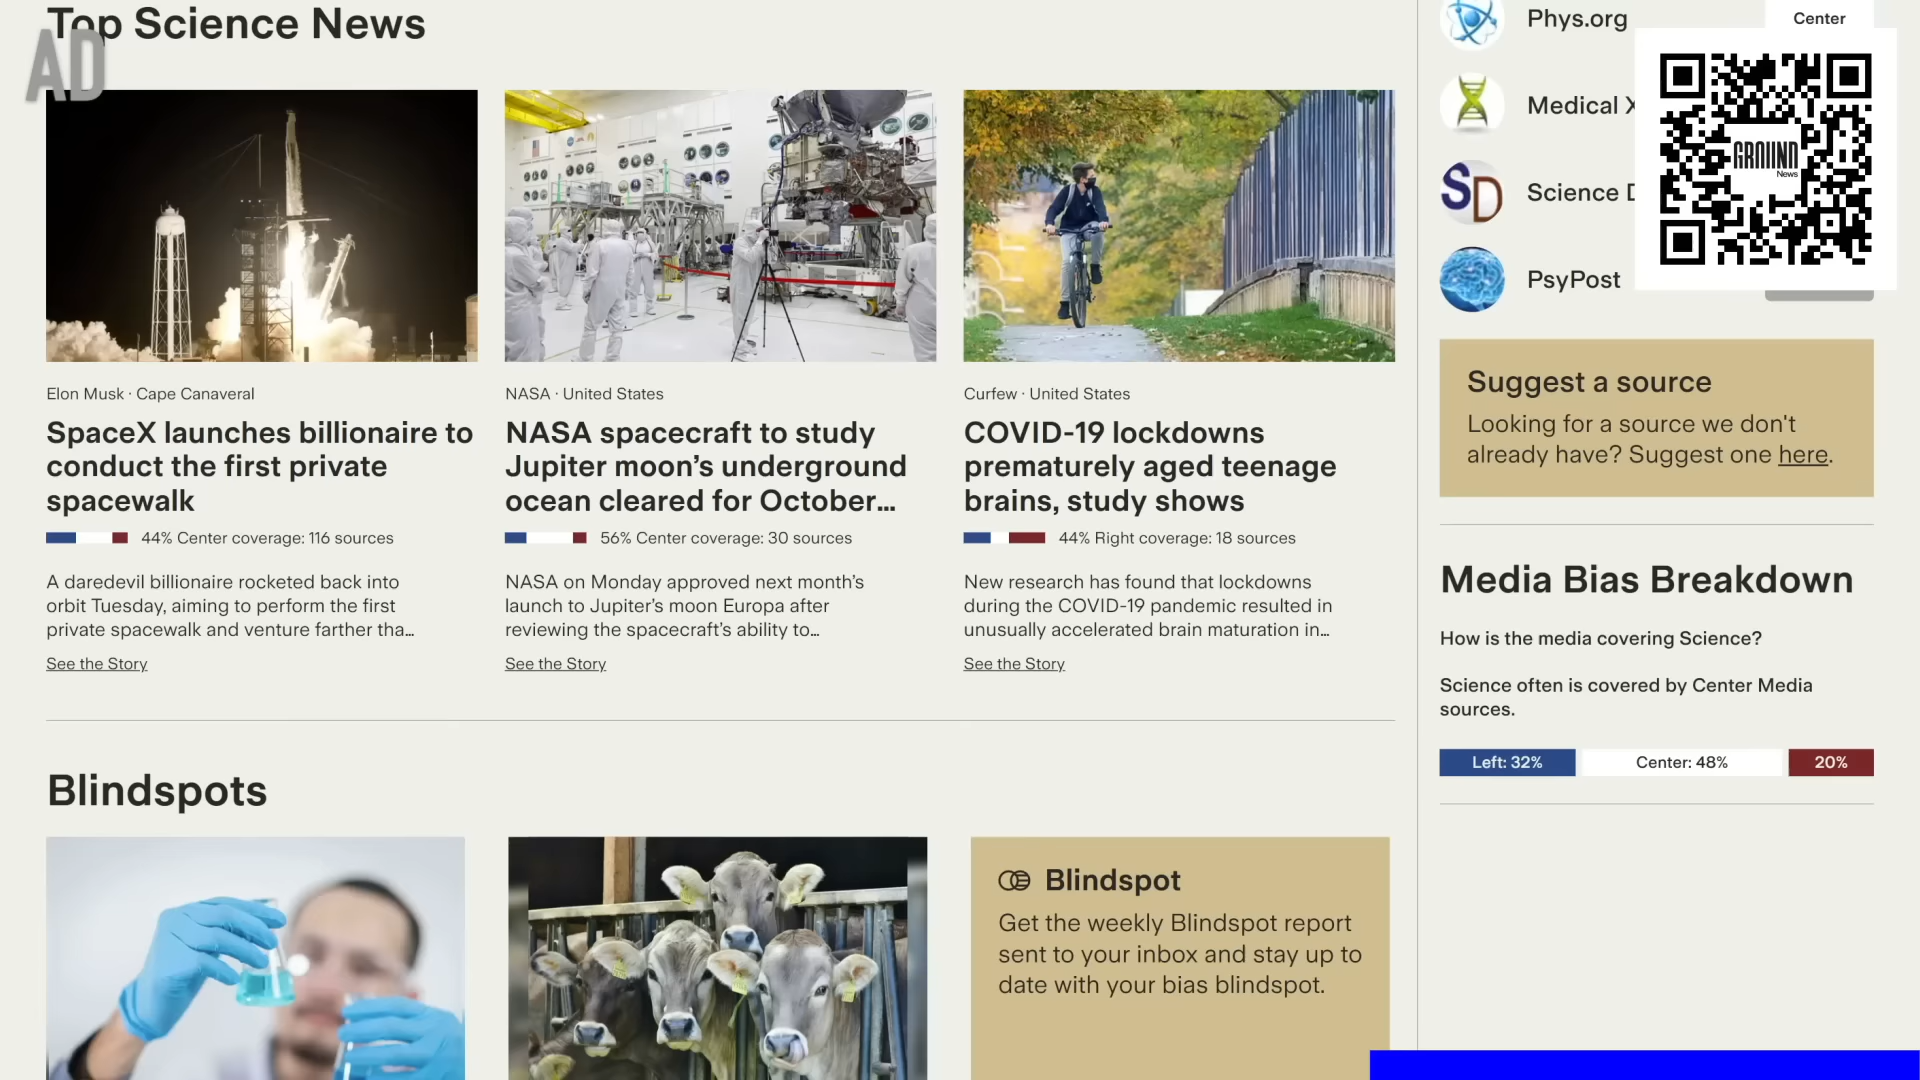 Top Science News
AD
Elon Musk · Cape Canaveral
SpaceX launches billionaire to
conduct the first private
spacewalk
44% Center coverage: 116 sources
A daredevil billionaire rocketed back into
orbit Tuesday, aiming to perform the first
private spacewalk and venture farther tha…
See the Story
NASA · United States
NASA spacecraft to study
Jupiter moon’s underground
ocean cleared for October…
56% Center coverage: 30 sources
NASA on Monday approved next month’s
launch to Jupiter’s moon Europa after
reviewing the spacecraft’s ability to…
See the Story
Curfew · United States
COVID-19 lockdowns
prematurely aged teenage
brains, study shows
44% Right coverage: 18 sources
New research has found that lockdowns
during the COVID-19 pandemic resulted in
unusually accelerated brain maturation in…
See the Story
Blindspots
Blindspot
Get the weekly Blindspot report
sent to your inbox and stay up to
date with your bias blindspot.
Phys.org
Center
Medical X
SD
Science D
PsyPost
GROUND
News
Suggest a source
Looking for a source we don't
already have? Suggest one here.
Media Bias Breakdown
How is the media covering Science?
Science often is covered by Center Media
sources.
Left: 32%
Center: 48%
20%